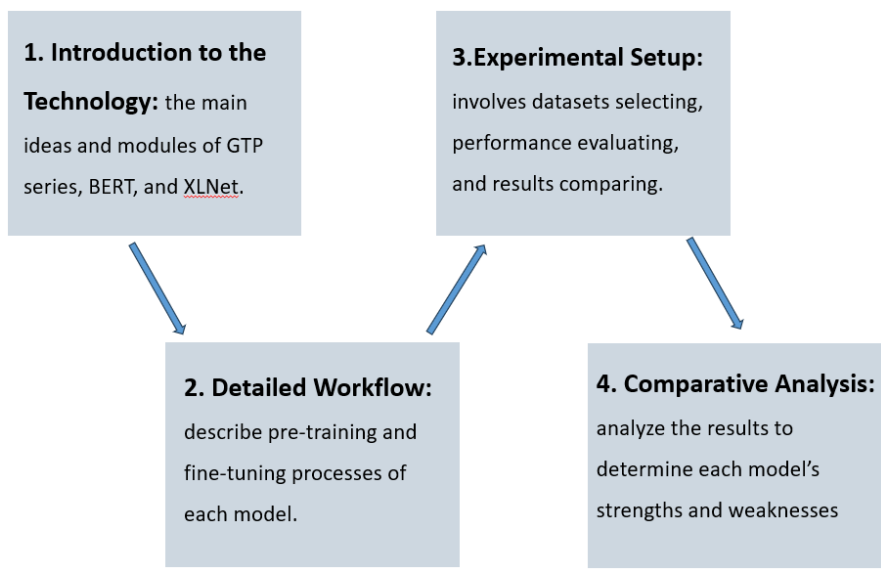 1. Introduction to the
Technology: the main
ideas and modules of GTP
series, BERT, and XLNet.
2. Detailed Workflow:
describe pre-training and
fine-tuning processes of
each model.
3.Experimental Setup:
involves datasets selecting,
performance evaluating,
and results comparing.
4. Comparative Analysis:
analyze the results to
determine each model’s
strengths and weaknesses